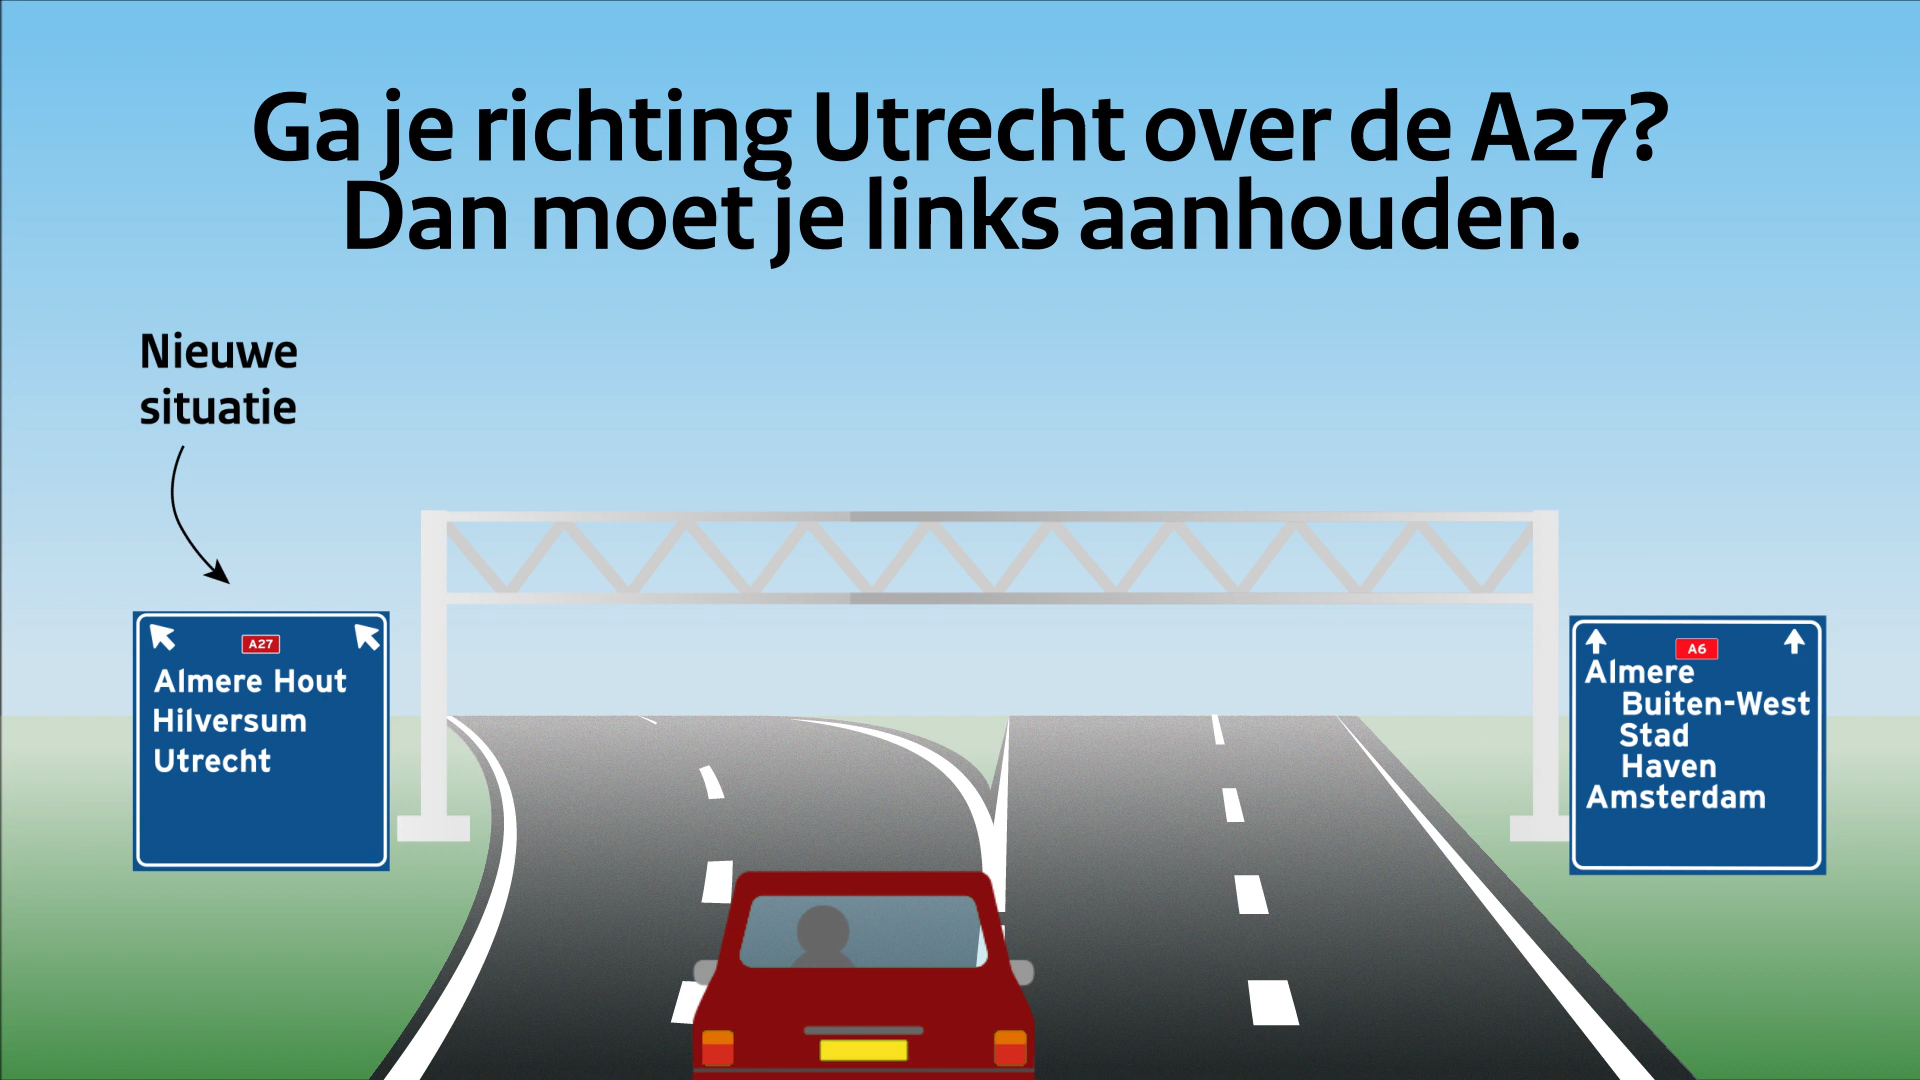 Ga je richting Utrecht over de A27?
Dan moet je links aanhouden.
Nieuwe
situatie
A27
Almere Hout
Hilversum
Utrecht
A6
Almere
Buiten-West
Stad
Haven
Amsterdam